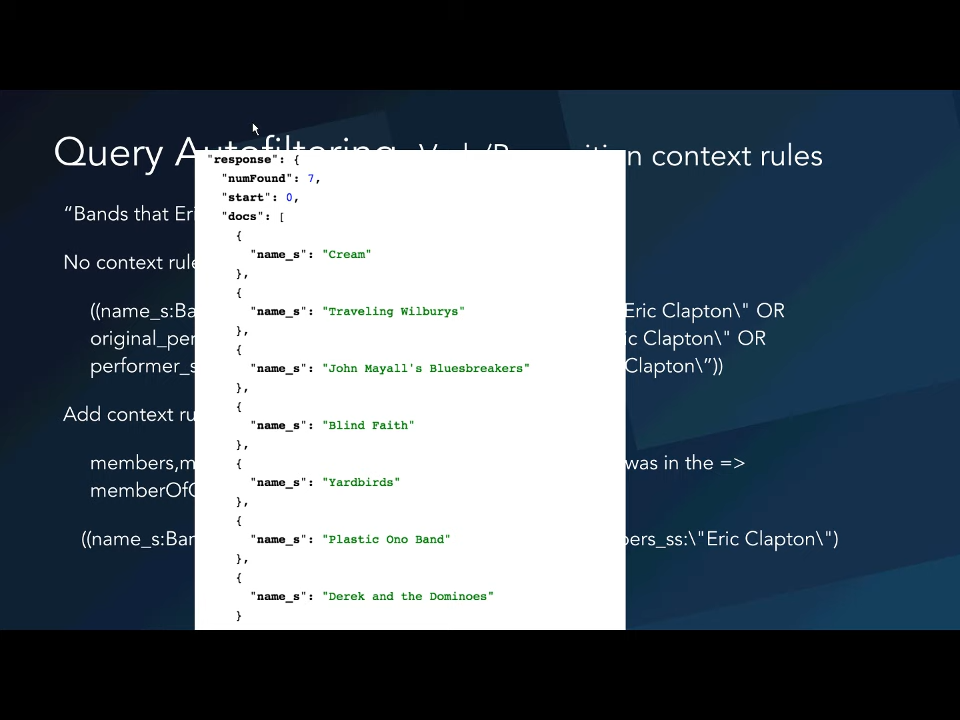 Query Autofiltering n context rules
"response": {
"numFound": 7,
"start": 0,
"docs": [
{
"name_s": "Cream"
},
{
"name_s": "Traveling Wilburys"
},
{
"name_s": "John Mayall's Bluesbreakers"
},
{
"name_s": "Blind Faith"
},
{
"name_s": "Yardbirds"
},
{
"name_s": "Plastic Ono Band"
},
{
"name_s": "Derek and the Dominoes"
}
“Bands that Eri
No context rule
((name_s:Ba Eric Clapton\" OR
original_per ic Clapton\" OR
performer_s Clapton\”))
Add context ru
members,m was in the =>
memberOfG
((name_s:Ban bers_ss:\"Eric Clapton\")